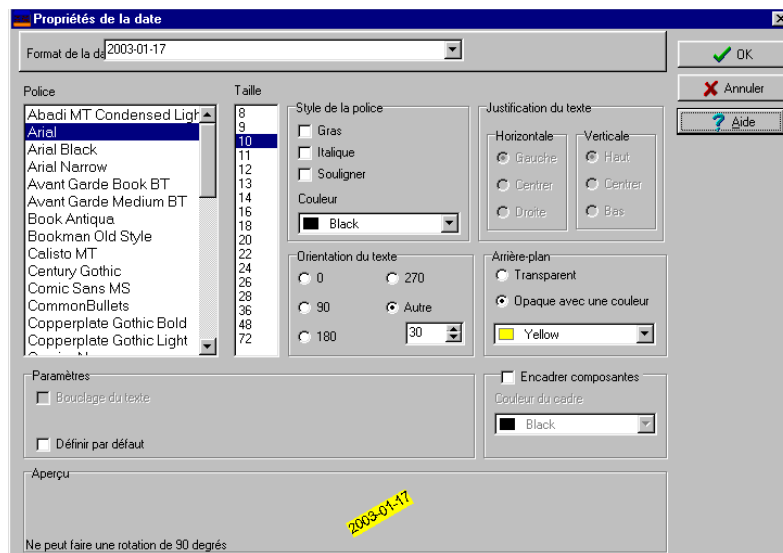 Propriétés de la date
Format de la da 2003-01-17
OK
Annuler
Aide
Police
Abadi MT Condensed Ligh
Arial
Arial Black
Arial Narrow
Avant Garde Book BT
Avant Garde Medium BT
Book Antiqua
Bookman Old Style
Calisto MT
Century Gothic
Comic Sans MS
CommonBullets
Copperplate Gothic Bold
Copperplate Gothic Light
Taille
8
9
10
11
12
13
14
16
18
20
22
24
26
28
36
48
72
Style de la police
Gras
Italique
Souligner
Couleur
Black
Justification du texte
Horizontale
Gauche
Centrer
Droite
Verticale
Haut
Centrer
Bas
Orientation du texte
0
270
90
Autre
180
30
Arrière-plan
Transparent
Opaque avec une couleur
Yellow
Paramètres
Bouclage du texte
Définir par défaut
Encadrer composantes
Couleur du cadre
Black
Aperçu
2003-01-17
Ne peut faire une rotation de 90 degrés